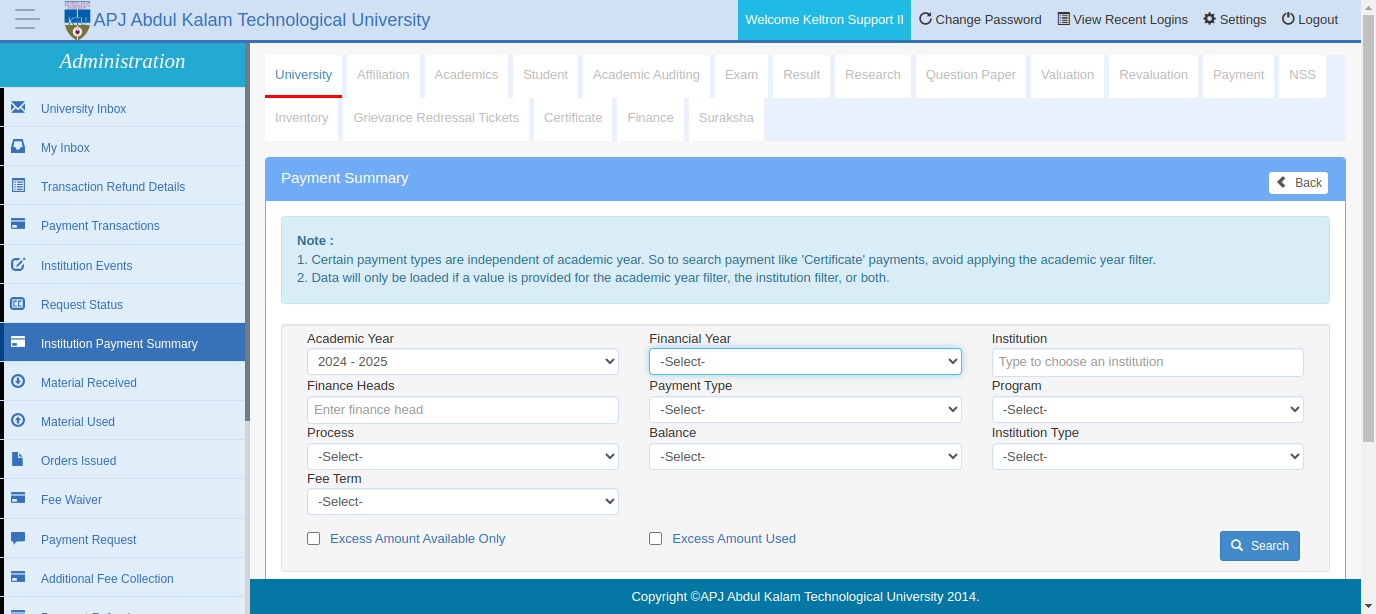 APJ Abdul Kalam Technological University
Welcome Keltron Support II
Change Password
View Recent Logins
Settings
Logout
Administration
University Inbox
My Inbox
Transaction Refund Details
Payment Transactions
Institution Events
Request Status
Institution Payment Summary
Material Received
Material Used
Orders Issued
Fee Waiver
Payment Request
Additional Fee Collection
University Affiliation Academics Student Academic Auditing Exam Result Research Question Paper Valuation Revaluation Payment NSS
Inventory Grievance Redressal Tickets Certificate Finance Suraksha
Payment Summary
Back
Note :
1. Certain payment types are independent of academic year. So to search payment like 'Certificate' payments, avoid applying the academic year filter.
2. Data will only be loaded if a value is provided for the academic year filter, the institution filter, or both.
Academic Year Financial Year Institution
2024 - 2025 -Select- Type to choose an institution
Finance Heads Payment Type Program
Enter finance head -Select- -Select-
Process Balance Institution Type
-Select- -Select- -Select-
Fee Term
-Select-
Excess Amount Available Only Excess Amount Used
Search
Copyright ©APJ Abdul Kalam Technological University 2014.